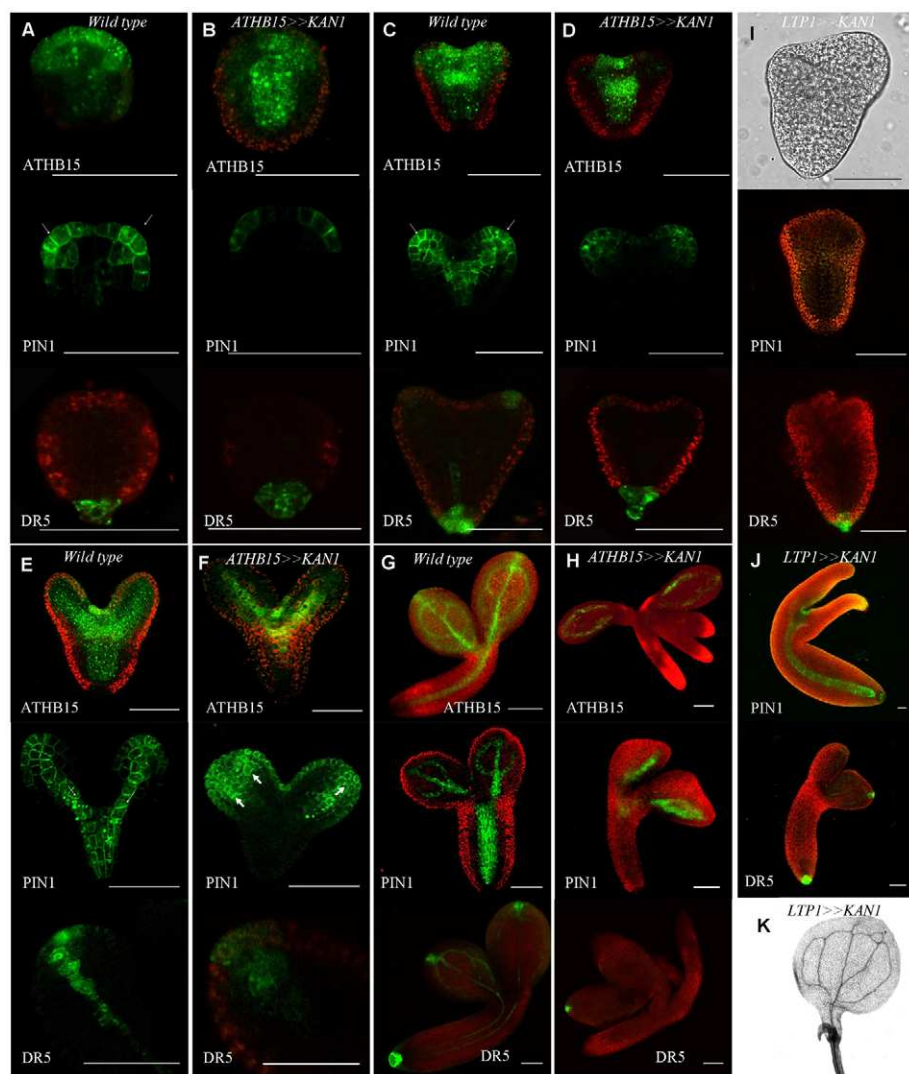 A Wild type B ATHB15>>KAN1 C Wild type D ATHB15>>KAN1 I LTP1>>KAN1
ATHB15 ATHB15 ATHB15 ATHB15
PIN1 PIN1 PIN1 PIN1 PIN1
DR5 DR5 DR5 DR5 DR5
E Wild type F ATHB15>>KAN1 G Wild type H ATHB15>>KAN1 J LTP1>>KAN1
ATHB15 ATHB15 ATHB15 ATHB15 PIN1
PIN1 PIN1 PIN1 PIN1 DR5
K LTP1>>KAN1
DR5 DR5 DR5 DR5